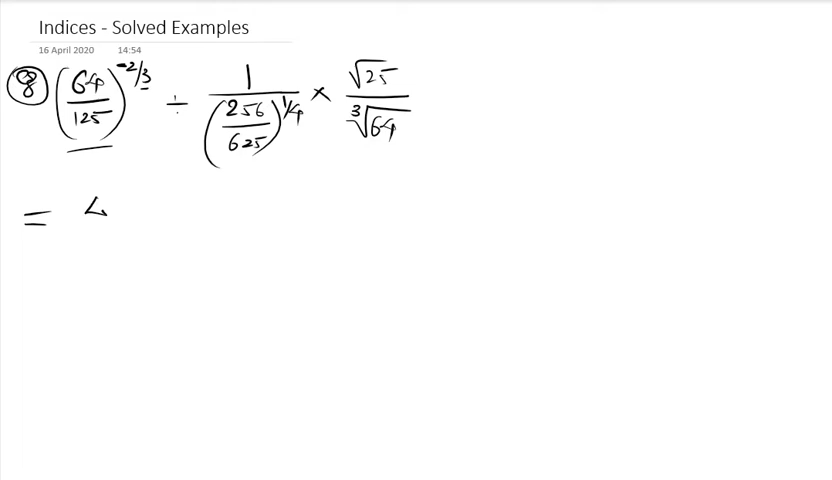 Indices - Solved Examples
16 April 2020 14:54
8 (64/125)^-2/3 ÷ 1/(256/625)^1/4 × √25/∛64
= 4